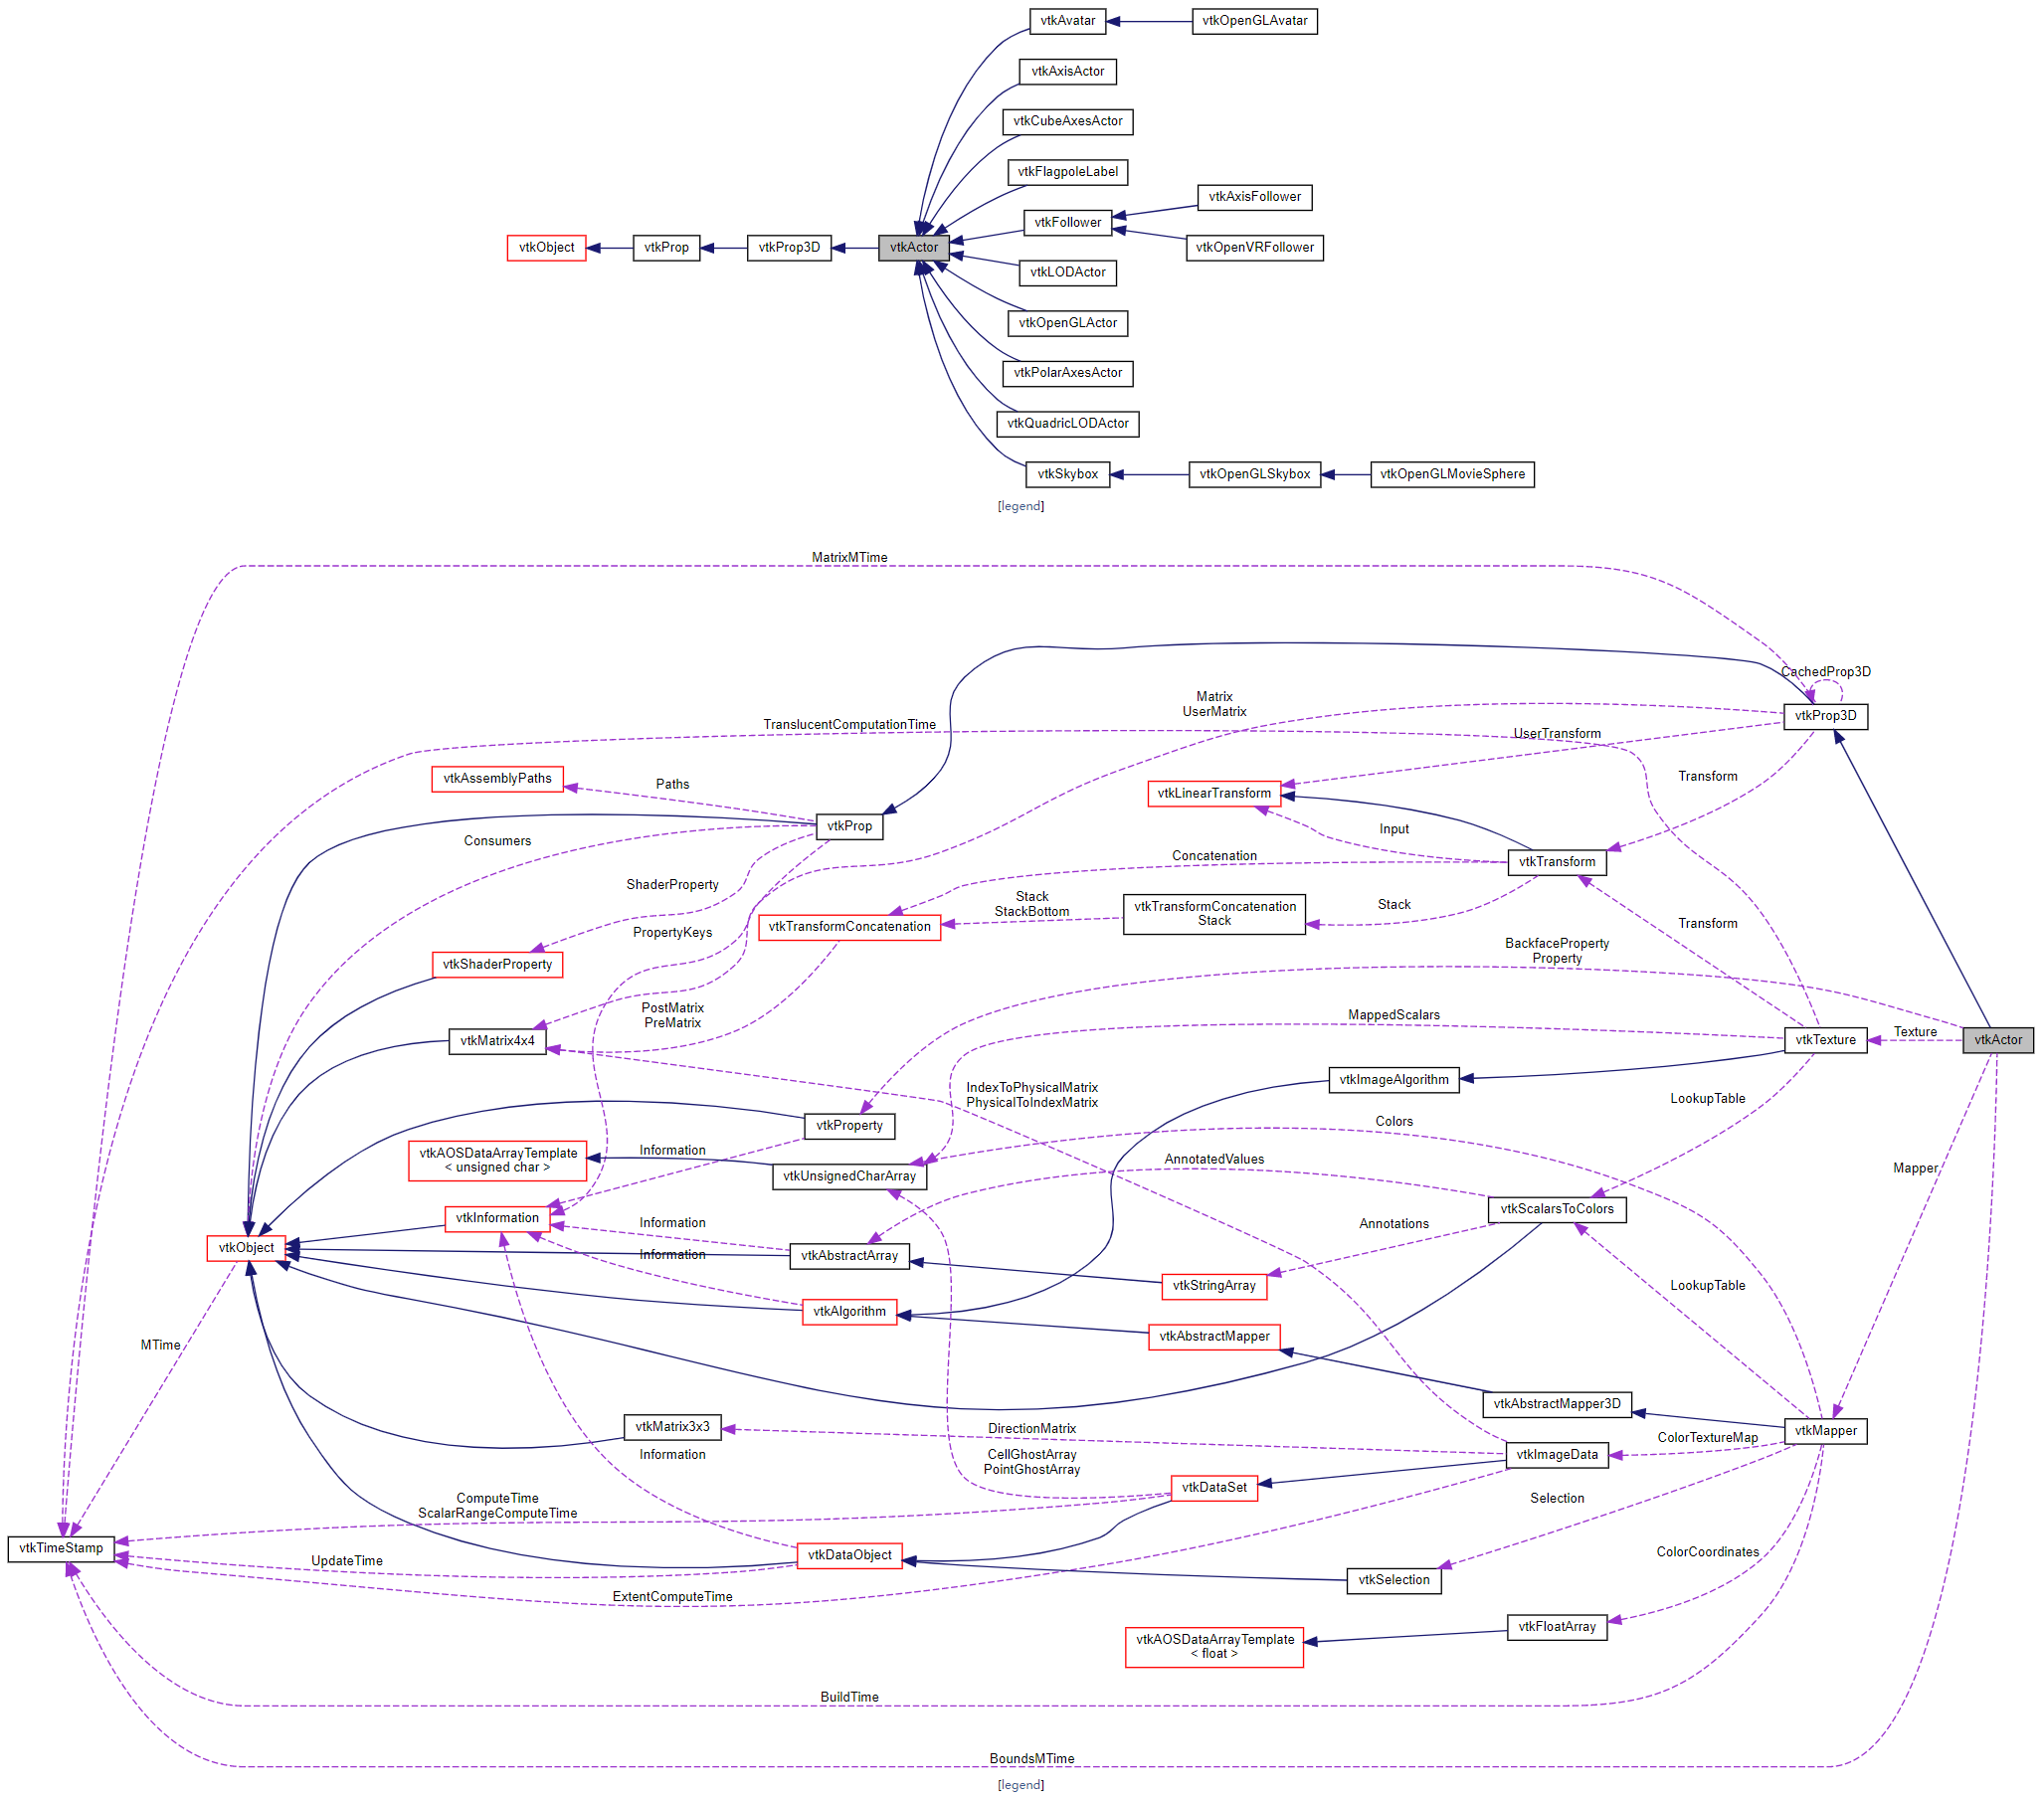 vtkAvatar
vtkOpenGLAvatar
vtkAxisActor
vtkCubeAxesActor
vtkFlagpoleLabel
vtkAxisFollower
vtkFollower
vtkObject
vtkProp
vtkProp3D
vtkActor
vtkOpenVRFollower
vtkLODActor
vtkOpenGLActor
vtkPolarAxesActor
vtkQuadricLODActor
vtkSkybox
vtkOpenGLSkybox
vtkOpenGLMovieSphere
[legend]
MatrixMTime
CachedProp3D
Matrix
UserMatrix
vtkProp3D
TranslucentComputationTime
UserTransform
vtkAssemblyPaths
Paths
Transform
vtkLinearTransform
vtkProp
Input
Consumers
Concatenation
vtkTransform
ShaderProperty
Stack
StackBottom
vtkTransformConcatenation
Stack
Stack
vtkTransformConcatenation
PropertyKeys
Transform
BackfaceProperty
Property
vtkShaderProperty
PostMatrix
PreMatrix
MappedScalars
vtkMatrix4x4
vtkTexture
Texture
vtkActor
vtkImageAlgorithm
IndexToPhysicalMatrix
PhysicalToIndexMatrix
LookupTable
vtkProperty
Colors
vtkAOSDataArrayTemplate
< unsigned char >
Information
vtkUnsignedCharArray
AnnotatedValues
Mapper
vtkScalarsToColors
vtkInformation
Information
Annotations
vtkObject
Information
vtkAbstractArray
vtkStringArray
LookupTable
vtkAlgorithm
MTime
vtkAbstractMapper
vtkAbstractMapper3D
vtkMatrix3x3
DirectionMatrix
vtkMapper
ColorTextureMap
Information
CellGhostArray
PointGhostArray
vtkImageData
vtkDataSet
ComputeTime
ScalarRangeComputeTime
Selection
vtkTimeStamp
UpdateTime
vtkDataObject
ColorCoordinates
vtkSelection
ExtentComputeTime
vtkFloatArray
vtkAOSDataArrayTemplate
< float >
BuildTime
BoundsMTime
[legend]